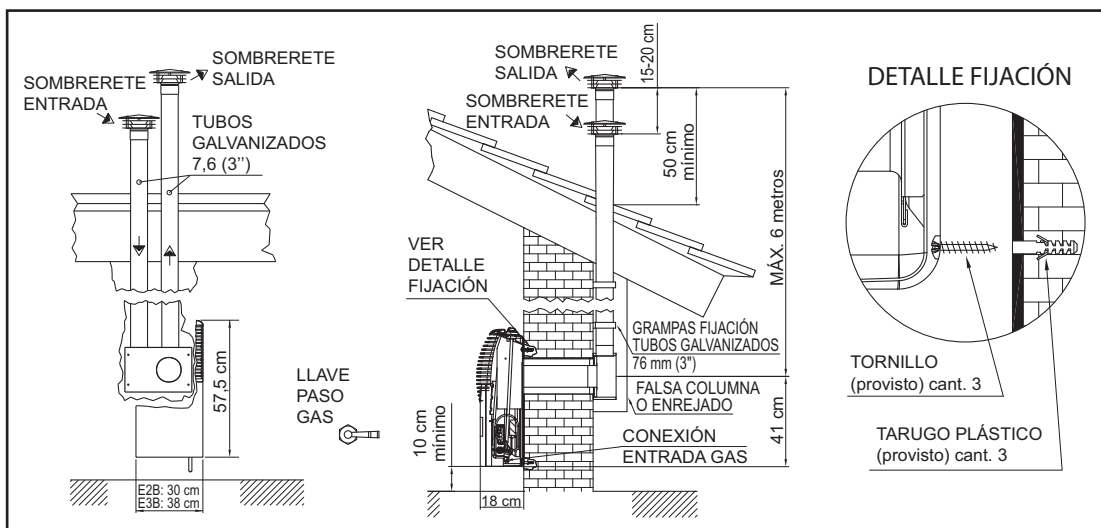 SOMBRERETE
SALIDA
SOMBRERETE
ENTRADA
TUBOS
GALVANIZADOS
7,6 (3’’)
57,5 cm
E2B: 30 cm
E3B: 38 cm
LLAVE
PASO
GAS
SOMBRERETE
SALIDA
SOMBRERETE
ENTRADA
15-20 cm
50 cm
mínimo
MÁX. 6 metros
VER
DETALLE
FIJACIÓN
GRAMPAS FIJACIÓN
TUBOS GALVANIZADOS
76 mm (3")
FALSA COLUMNA
O ENREJADO
CONEXIÓN
ENTRADA GAS
41 cm
10 cm
mínimo
18 cm
DETALLE FIJACIÓN
TORNILLO
(provisto) cant. 3
TARUGO PLÁSTICO
(provisto) cant. 3